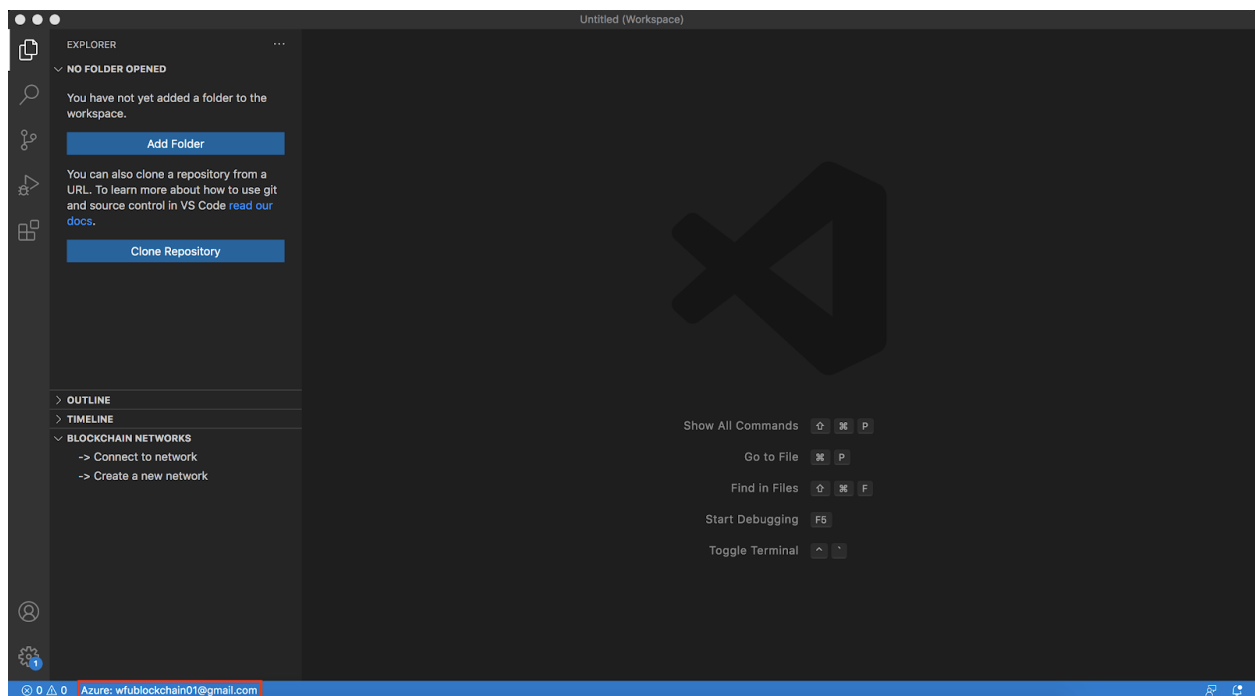 Untitled (Workspace)
EXPLORER
NO FOLDER OPENED
You have not yet added a folder to the
workspace.
Add Folder
You can also clone a repository from a
URL. To learn more about how to use git
and source control in VS Code read our
docs.
Clone Repository
OUTLINE
TIMELINE
BLOCKCHAIN NETWORKS
-> Connect to network
-> Create a new network
Show All Commands ⇧ ⌘ P
Go to File ⌘ P
Find in Files ⇧ ⌘ F
Start Debugging F5
Toggle Terminal ^ `
1
0 0 Azure: wfublockchain01@gmail.com